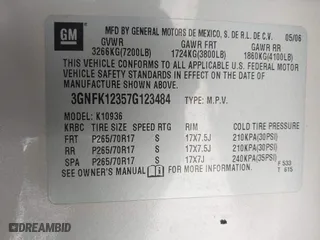 GM
MFD BY GENERAL MOTORS DE MEXICO, S. DE R.L. DE C.V. 05/06
GVWR GAWR FRT GAWR RR
3266KG(7200LB) 1724KG(3800LB) 1860KG(4100LB)
THIS VEHICLE CONFORMS TO ALL APPLICABLE U.S. FEDERAL MOTOR
VEHICLE SAFETY STANDARDS IN EFFECT ON THE DATE OF
MANUFACTURE SHOWN ABOVE.
3GNFK12357G123484 TYPE: M.P.V.
MODEL: K10936
KRBC TIRE SIZE SPEED RTG RIM COLD TIRE PRESSURE
FRT P265/70R17 S 17X7.5J 210KPA(30PSI)
RR P265/70R17 S 17X7.5J 210KPA(30PSI)
SPA P265/70R17 S 17X7J 240KPA(35PSI)
SEE OWNER'S MANUAL FOR MORE INFORMATION.
F 533
T 615
DREAMBID